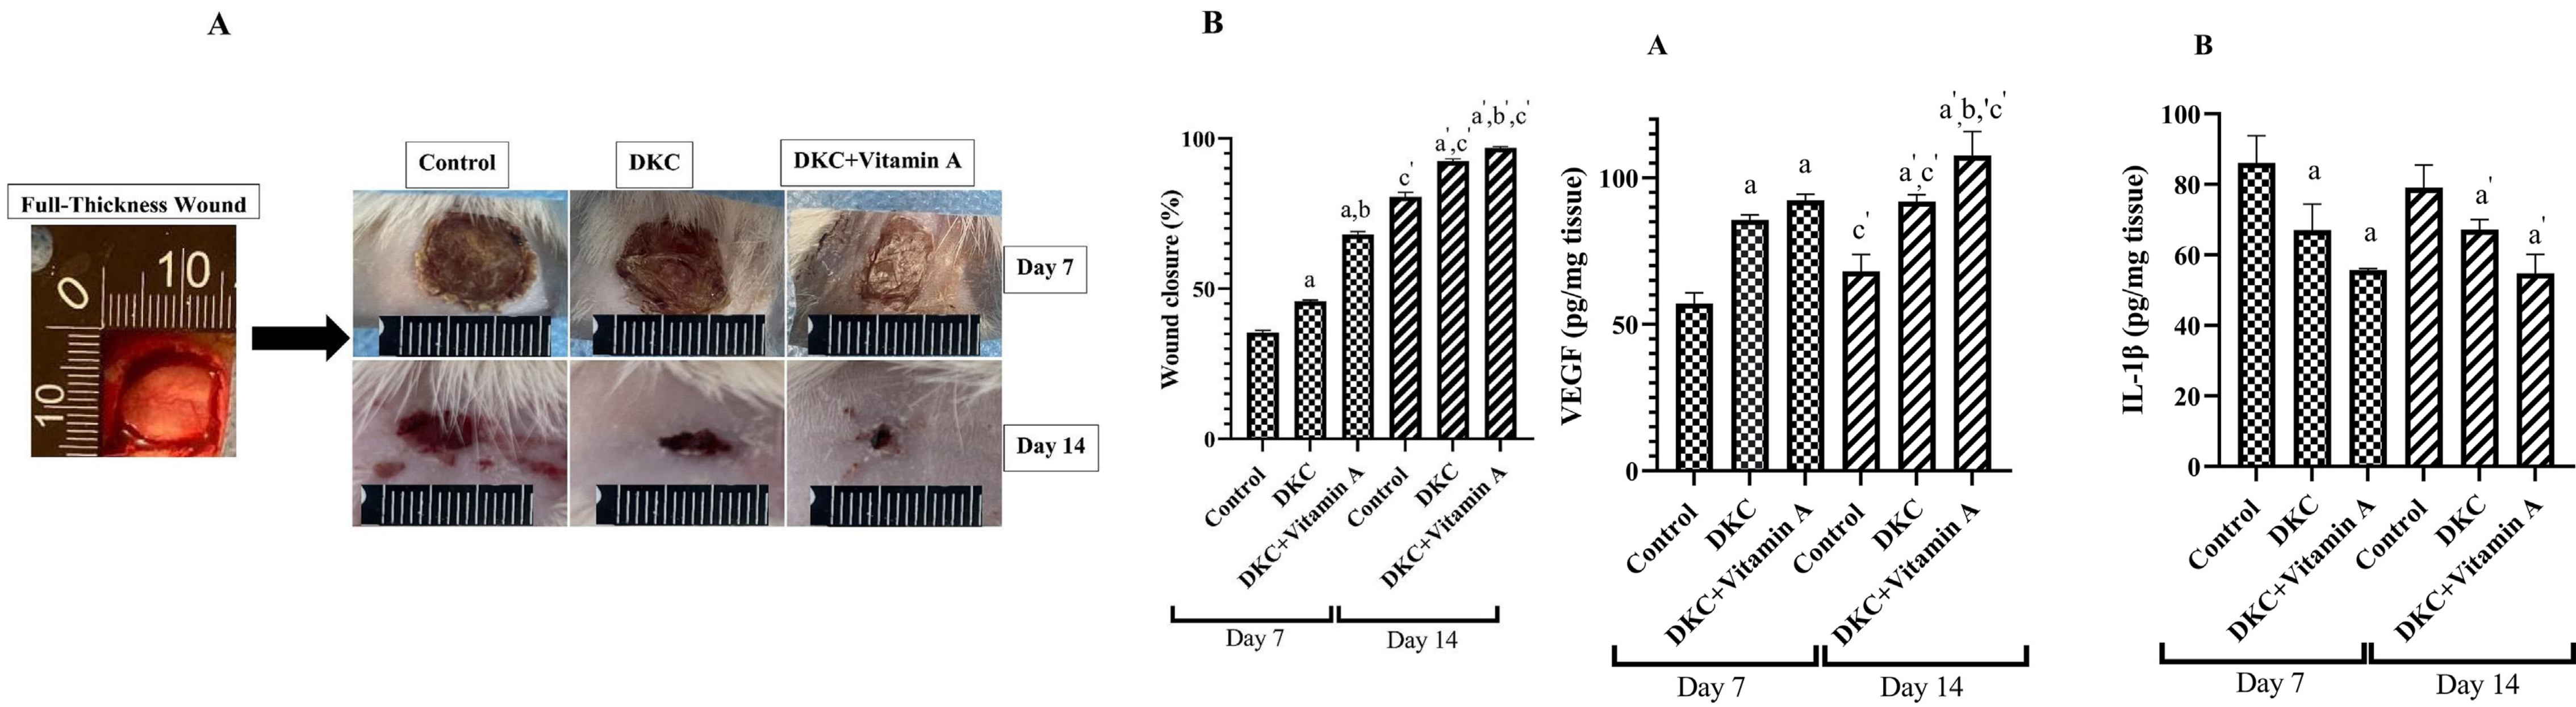 A
Full-Thickness Wound
0
10
10
Control
DKC
DKC+Vitamin A
Day 7
Day 14
B
Wound closure (%)
100
50
0
a
a,b
c'
a',c'
a',b',c'
Control
DKC
DKC+Vitamin A
Control
DKC
DKC+Vitamin A
Day 7
Day 14
A
VEGF (pg/mg tissue)
100
50
0
a
a
c'
a',c'
a',b,'c'
Control
DKC
DKC+Vitamin A
Control
DKC
DKC+Vitamin A
Day 7
Day 14
B
IL-1β (pg/mg tissue)
100
80
60
40
20
0
a
a
a'
a'
Control
DKC
DKC+Vitamin A
Control
DKC
DKC+Vitamin A
Day 7
Day 14